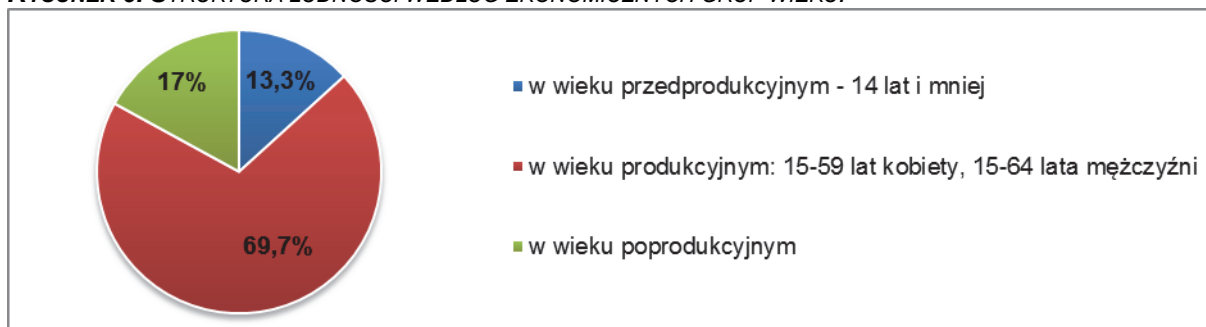 17%
13,3%
69,7%
w wieku przedprodukcyjnym - 14 lat i mniej
w wieku produkcyjnym: 15-59 lat kobiety, 15-64 lata mężczyźni
w wieku poprodukcyjnym